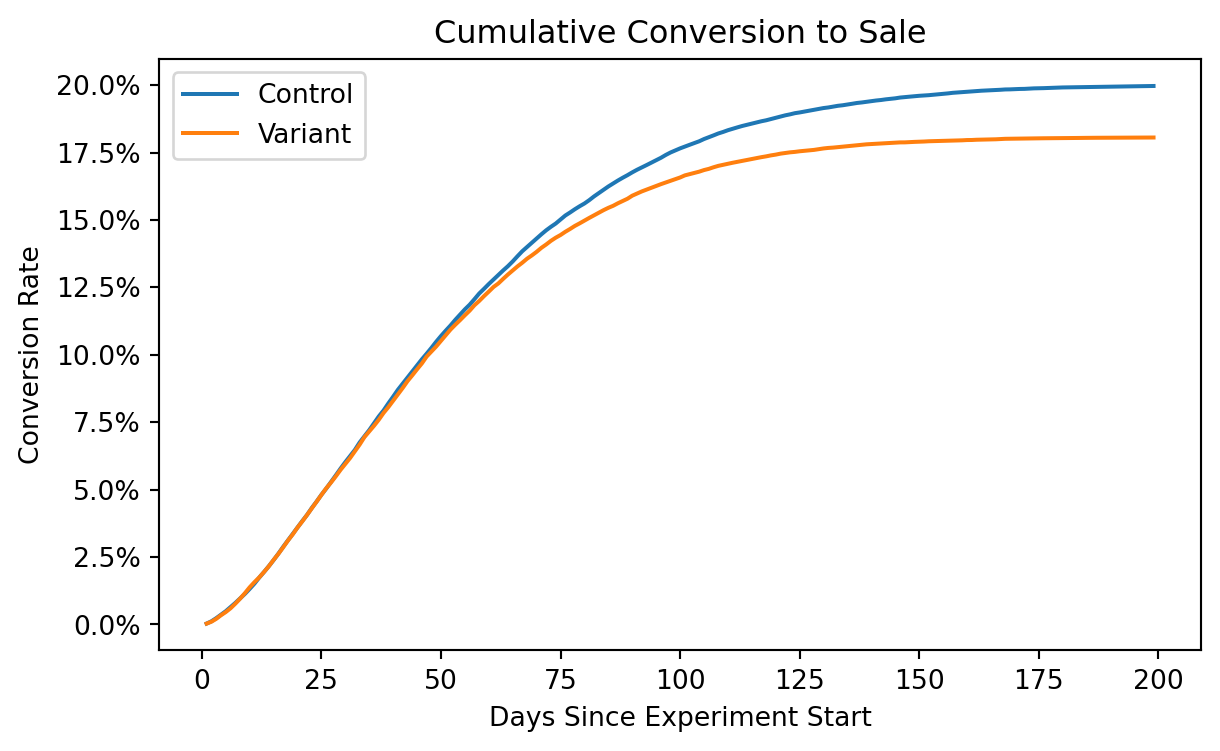 Cumulative Conversion to Sale
Control
Variant
20.0%
17.5%
15.0%
12.5%
10.0%
7.5%
5.0%
2.5%
0.0%
Conversion Rate
0 25 50 75 100 125 150 175 200
Days Since Experiment Start